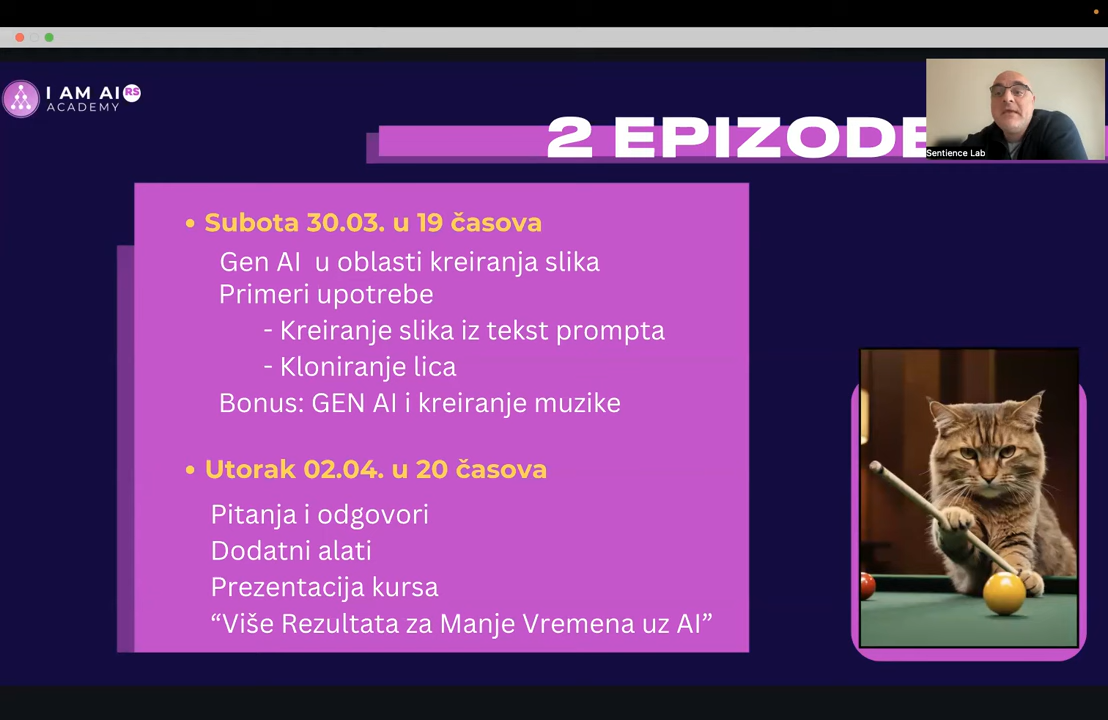 I AM AI RS
ACADEMY
2 EPIZODE
Sentience Lab
• Subota 30.03. u 19 časova
Gen AI u oblasti kreiranja slika
Primeri upotrebe
- Kreiranje slika iz tekst prompta
- Kloniranje lica
Bonus: GEN AI i kreiranje muzike
• Utorak 02.04. u 20 časova
Pitanja i odgovori
Dodatni alati
Prezentacija kursa
“Više Rezultata za Manje Vremena uz AI”